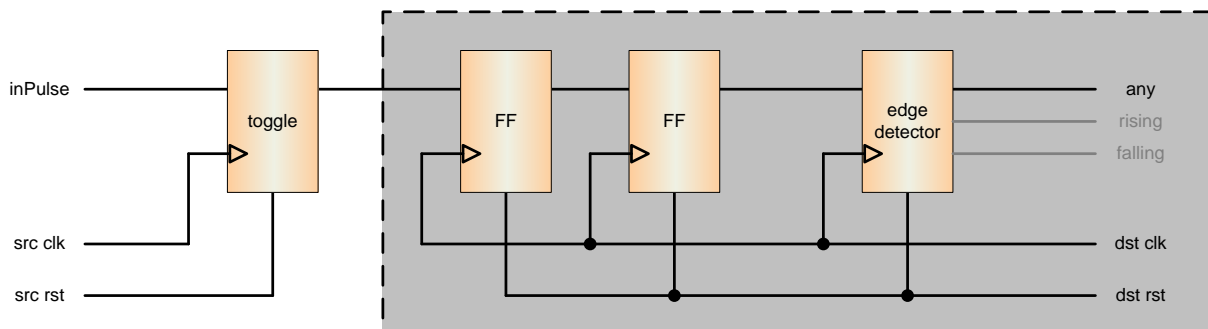 inPulse
toggle
FF
FF
edge
detector
any
rising
falling
src clk
dst clk
src rst
dst rst